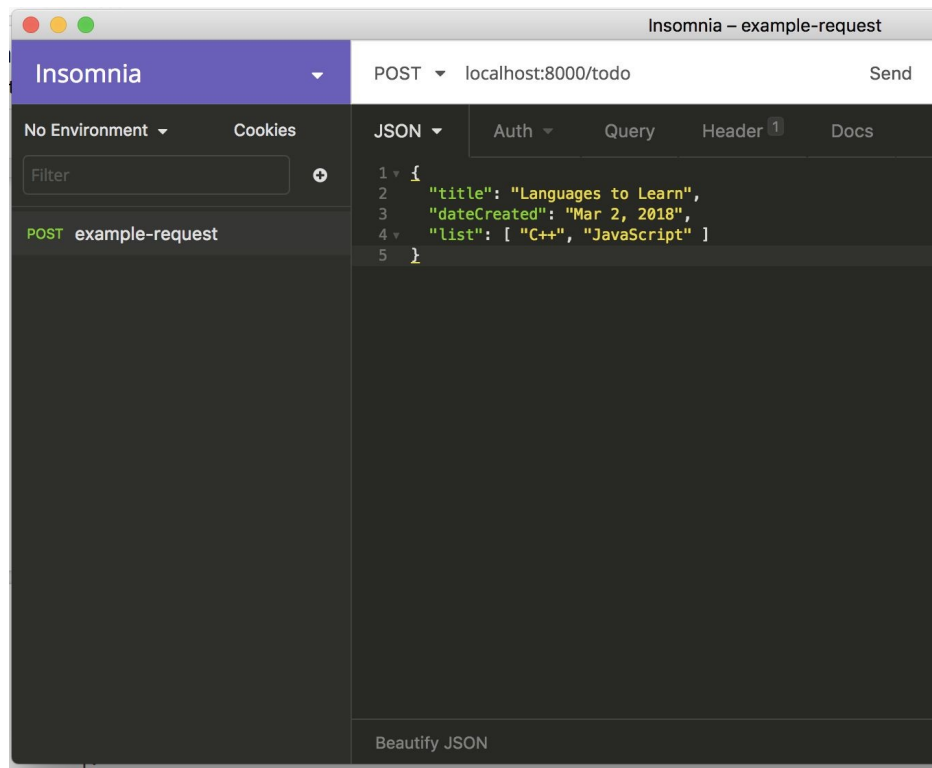 Insomnia – example-request
Insomnia
POST localhost:8000/todo Send
No Environment Cookies
JSON Auth Query Header 1 Docs
Filter
POST example-request
1 {
2 "title": "Languages to Learn",
3 "dateCreated": "Mar 2, 2018",
4 "list": [ "C++", "JavaScript" ]
5 }
Beautify JSON